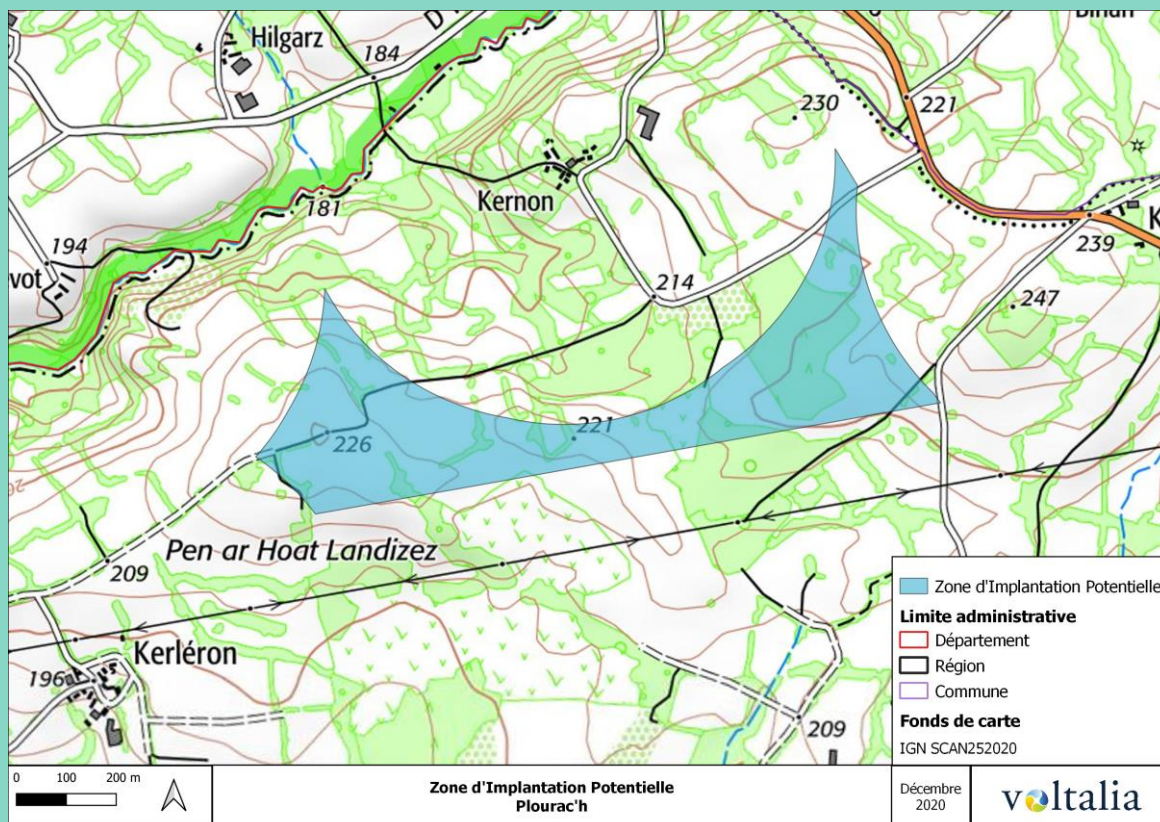 Hilgarz
184
D
230
221
Kernon
181
194
vot
214
239
K
247
226
221
Pen ar Hoat Landizez
209
Kerléron
196
209
Zone d'Implantation Potentielle
Limite administrative
Département
Région
Commune
Fonds de carte
IGN SCAN252020
0 100 200 m
Zone d'Implantation Potentielle
Plourac'h
Décembre
2020
voltalia